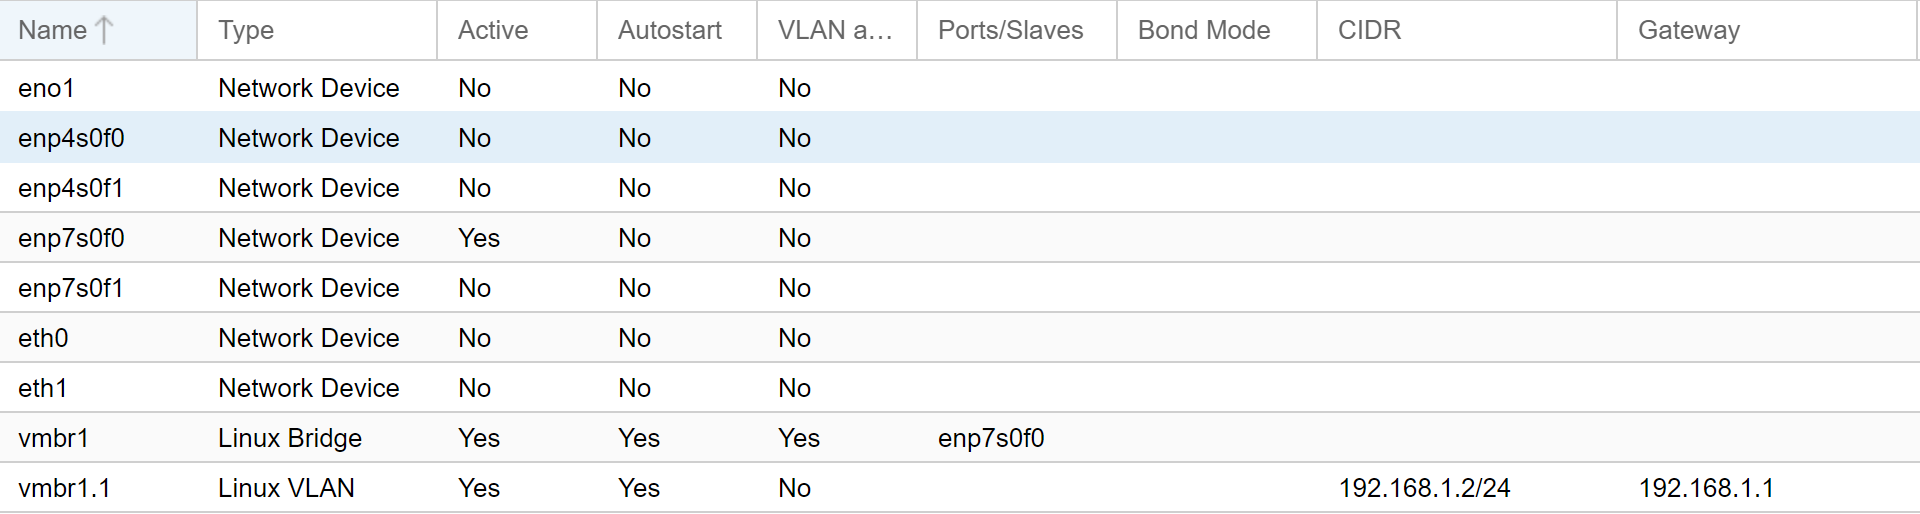 Name Type Active Autostart VLAN a... Ports/Slaves Bond Mode CIDR Gateway
eno1 Network Device No No No
enp4s0f0 Network Device No No No
enp4s0f1 Network Device No No No
enp7s0f0 Network Device Yes No No
enp7s0f1 Network Device No No No
eth0 Network Device No No No
eth1 Network Device No No No
vmbr1 Linux Bridge Yes Yes Yes enp7s0f0
vmbr1.1 Linux VLAN Yes Yes No 192.168.1.2/24 192.168.1.1